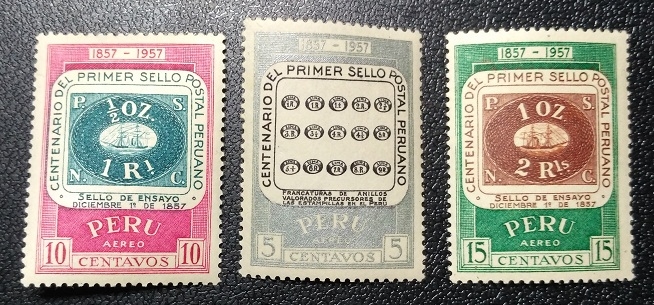 1857 - 1957
CENTENARIO DEL PRIMER SELLO POSTAL PERUANO
P. S.
½ OZ
1 Rl
N. C.
SELLO DE ENSAYO
DICIEMBRE 1º DE 1857
PERU
AEREO
10 10
CENTAVOS
1857 - 1957
CENTENARIO DEL PRIMER SELLO POSTAL PERUANO
FRANCATURAS DE ANILLOS
VALORADOS PRECURSORES DE
LAS ESTAMPILLAS EN EL PERU
PERU
5 5
CENTAVOS
1857 - 1957
CENTENARIO DEL PRIMER SELLO POSTAL PERUANO
P. S.
1 OZ
2 Rls
N. C.
SELLO DE ENSAYO
DICIEMBRE 1º DE 1857
PERU
AEREO
15 15
CENTAVOS